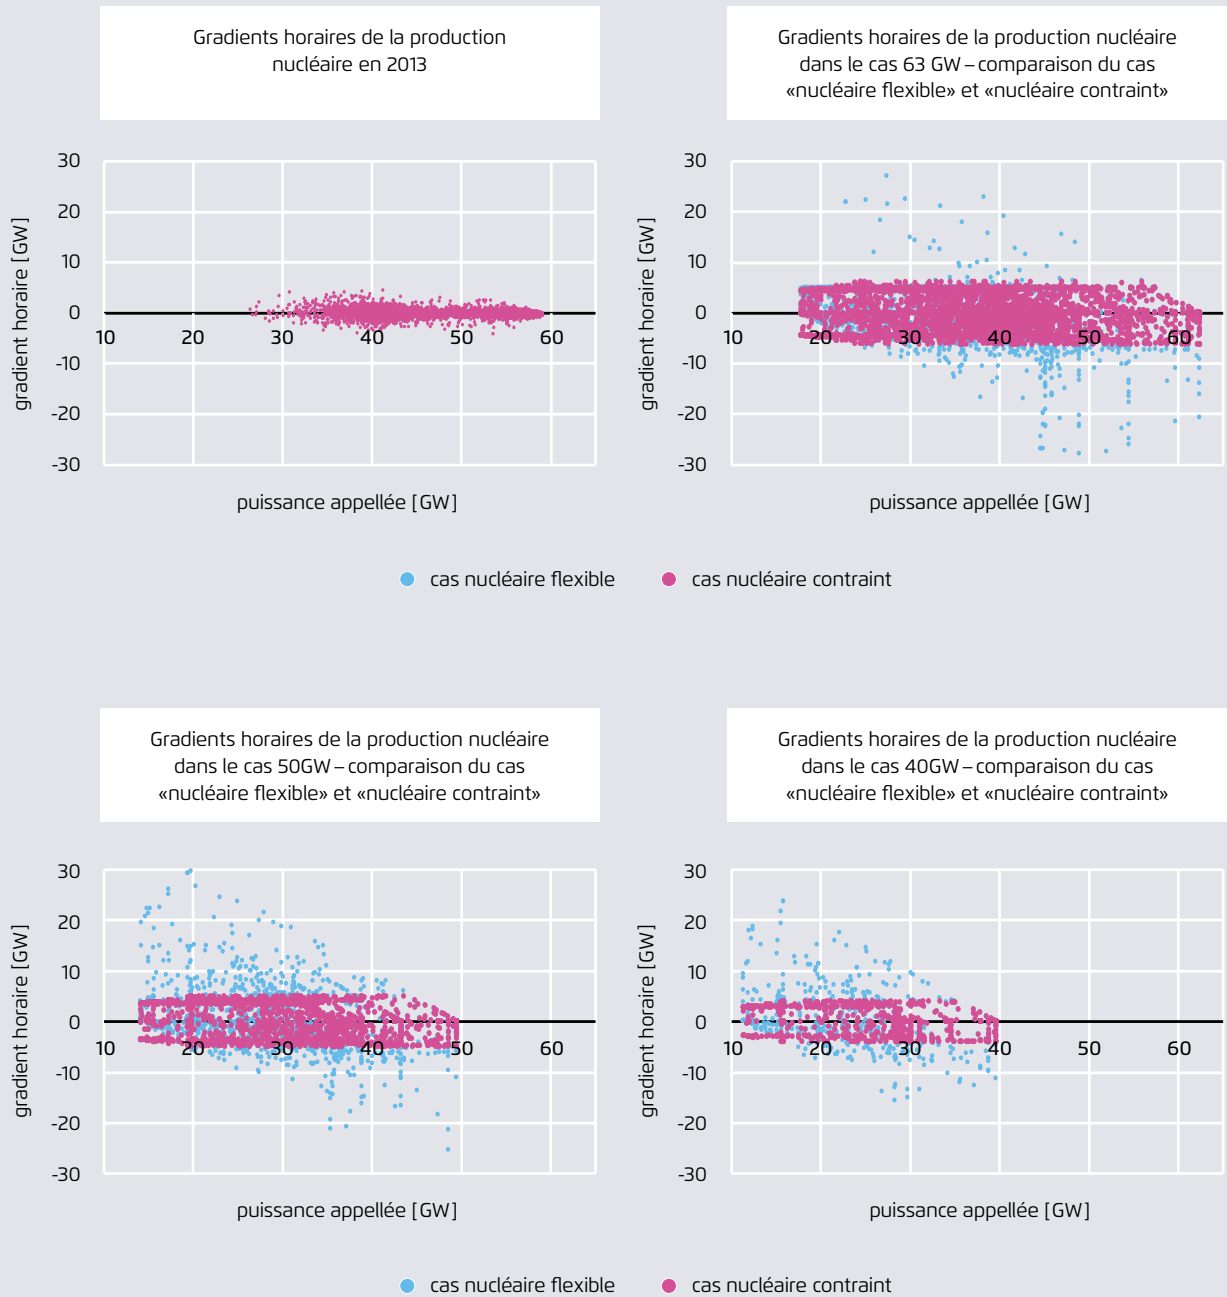 Gradients horaires de la production
nucléaire en 2013
Gradients horaires de la production nucléaire
dans le cas 63 GW – comparaison du cas
«nucléaire flexible» et «nucléaire contraint»
gradient horaire [GW]
30
20
10
0
-10
-20
-30
10
20
30
40
50
60
puissance appellée [GW]
gradient horaire [GW]
30
20
10
0
-10
-20
-30
10
20
30
40
50
60
puissance appellée [GW]
cas nucléaire flexible
cas nucléaire contraint
Gradients horaires de la production nucléaire
dans le cas 50GW – comparaison du cas
«nucléaire flexible» et «nucléaire contraint»
Gradients horaires de la production nucléaire
dans le cas 40GW – comparaison du cas
«nucléaire flexible» et «nucléaire contraint»
gradient horaire [GW]
30
20
10
0
-10
-20
-30
10
20
30
40
50
60
puissance appellée [GW]
gradient horaire [GW]
30
20
10
0
-10
-20
-30
10
20
30
40
50
60
puissance appellée [GW]
cas nucléaire flexible
cas nucléaire contraint